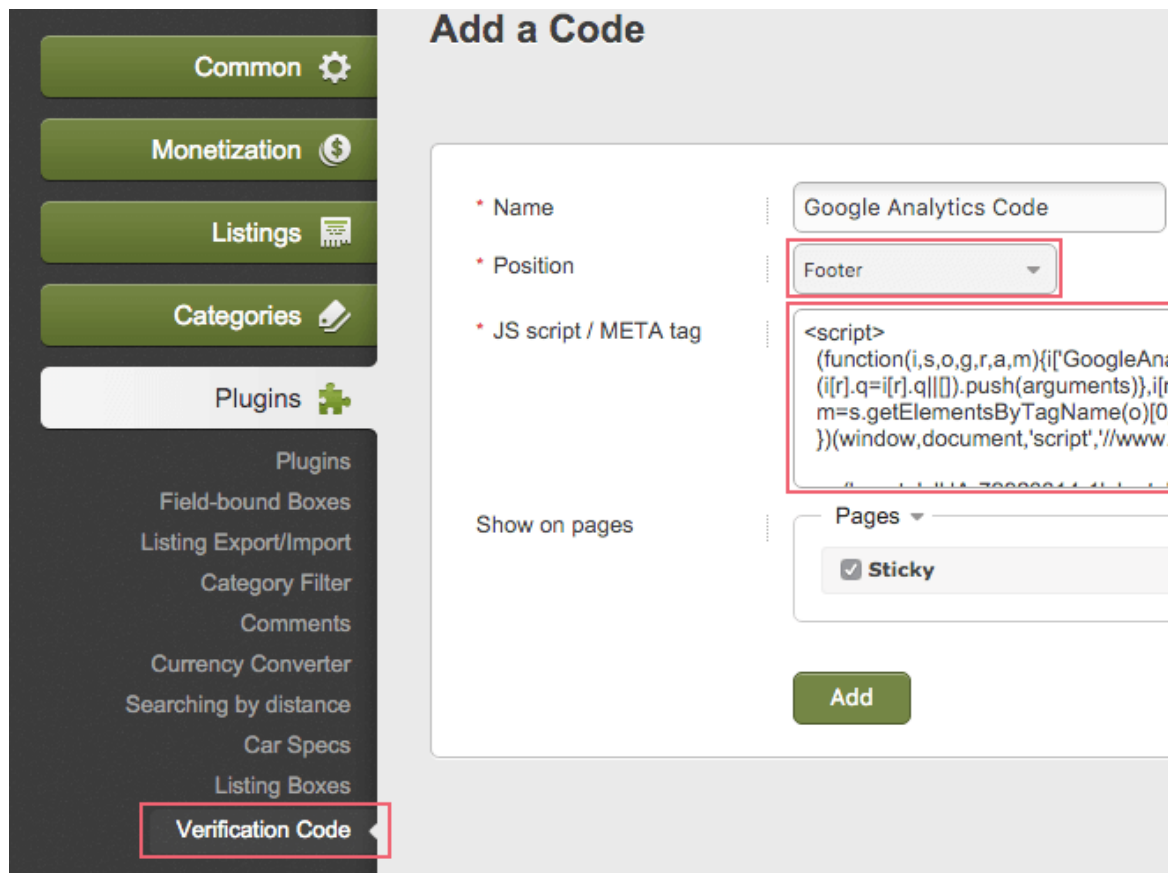 Common
Monetization
Listings
Categories
Plugins
Plugins
Field-bound Boxes
Listing Export/Import
Category Filter
Comments
Currency Converter
Searching by distance
Car Specs
Listing Boxes
Verification Code
Add a Code
* Name
Google Analytics Code
* Position
Footer
* JS script / META tag
<script>
(function(i,s,o,g,r,a,m){i['GoogleAna
(i[r].q=i[r].q||[]).push(arguments)},i[r
m=s.getElementsByTagName(o)[0
})(window,document,'script','//www.
Show on pages
Pages
Sticky
Add